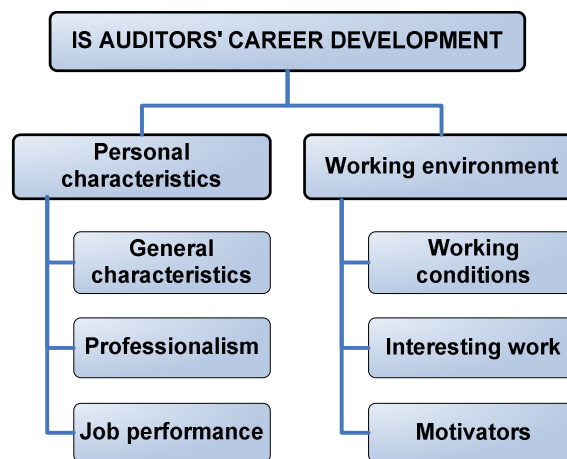 IS AUDITORS' CAREER DEVELOPMENT
Personal
characteristics
General
characteristics
Professionalism
Job performance
Working environment
Working
conditions
Interesting work
Motivators